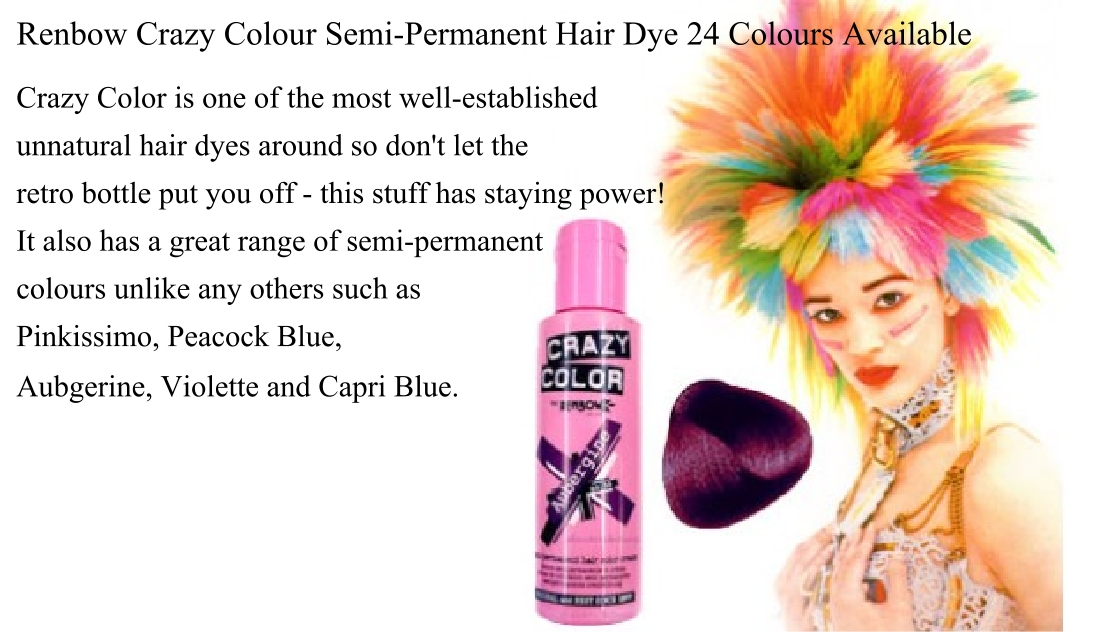 Renbow Crazy Colour Semi-Permanent Hair Dye 24 Colours Available
Crazy Color is one of the most well-established
unnatural hair dyes around so don't let the
retro bottle put you off - this stuff has staying power!
It also has a great range of semi-permanent
colours unlike any others such as
Pinkissimo, Peacock Blue,
Aubgerine, Violette and Capri Blue.
CRAZY
COLOR
Aubergine